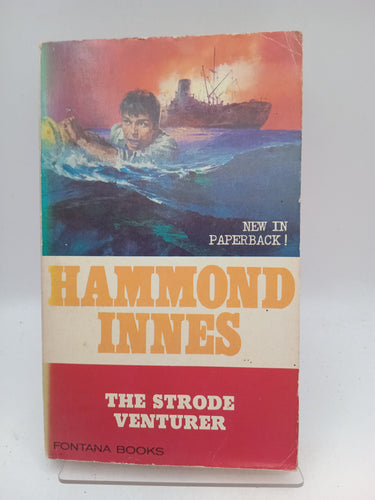 NEW IN
PAPERBACK!
HAMMOND
INNES
THE STRODE
VENTURER
FONTANA BOOKS